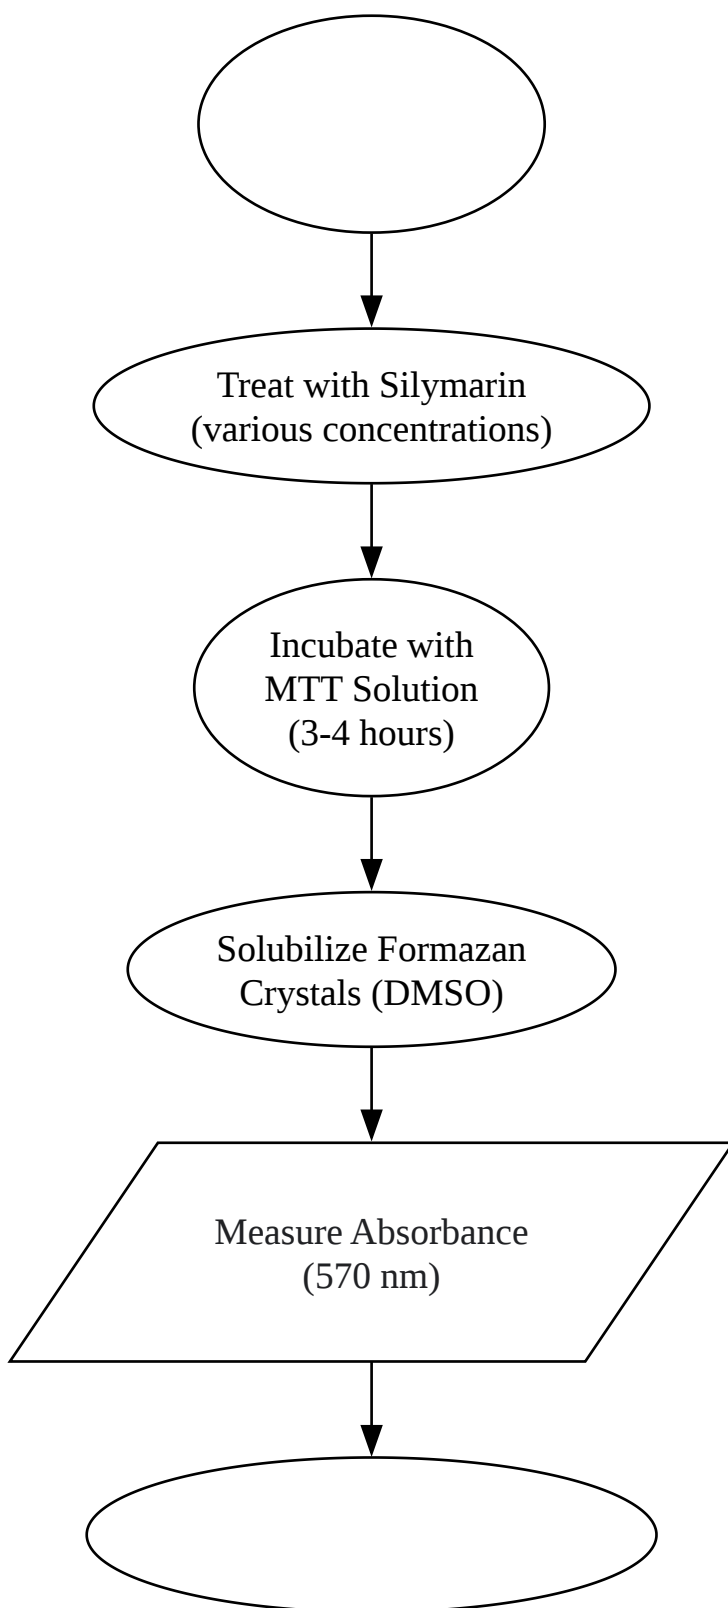 Treat with Silymarin
(various concentrations)
Incubate with
MTT Solution
(3-4 hours)
Solubilize Formazan
Crystals (DMSO)
Measure Absorbance
(570 nm)